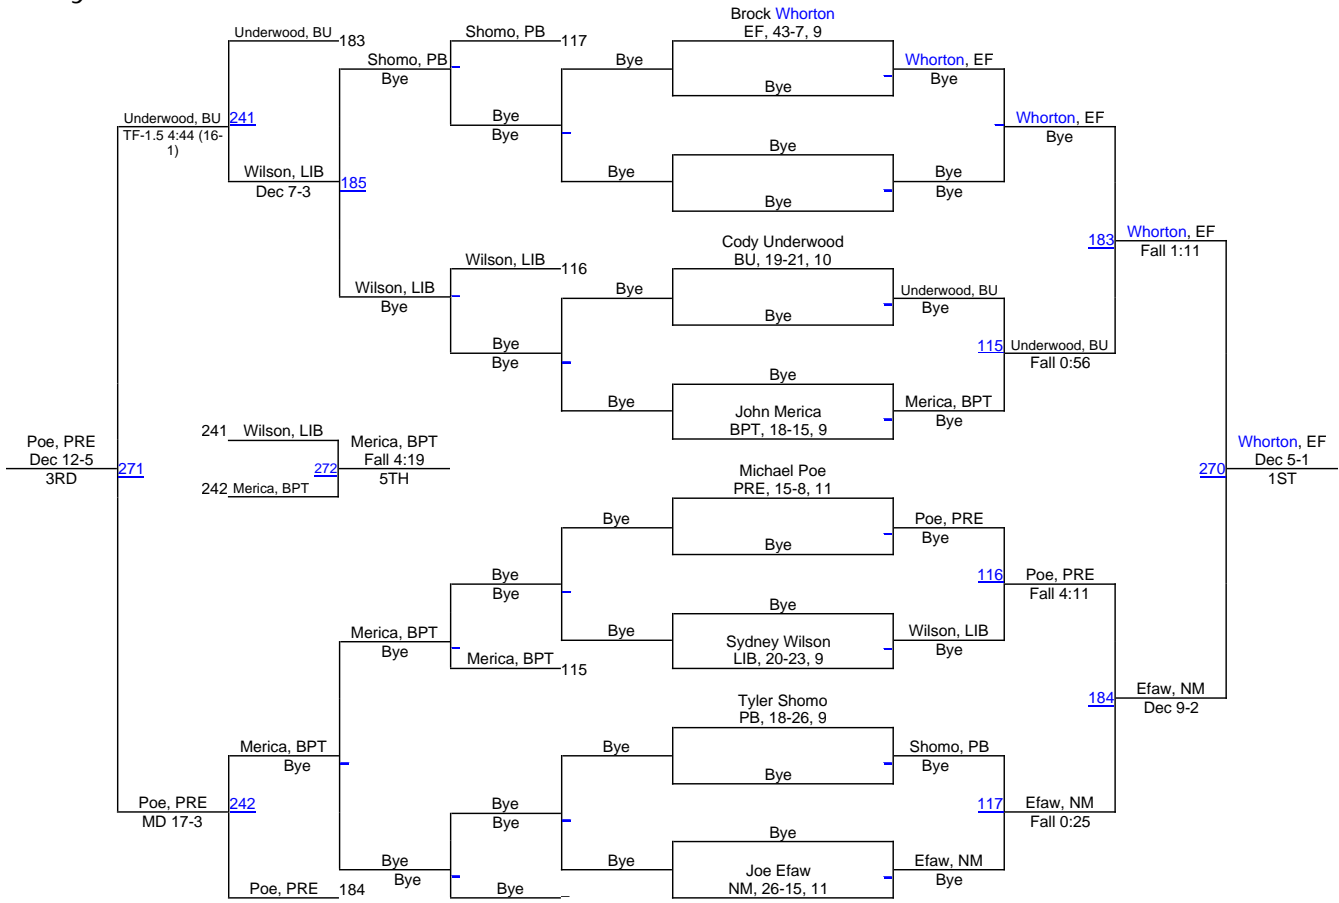 Brock Whorton
EF, 43-7, 9
Underwood, BU
183
Shomo, PB
117
Shomo, PB
Bye
Bye
Whorton, EF
Bye
Bye
Underwood, BU
241
TF-1.5 4:44 (16-
1)
Bye
Bye
Whorton, EF
Bye
Bye
Wilson, LIB
Dec 7-3
185
Bye
Bye
Bye
Bye
Cody Underwood
BU, 19-21, 10
183
Whorton, EF
Fall 1:11
Wilson, LIB
116
Wilson, LIB
Bye
Bye
Underwood, BU
Bye
Bye
Bye
Bye
115
Underwood, BU
Fall 0:56
Bye
Bye
John Merica
BPT, 18-15, 9
Merica, BPT
Bye
241
Wilson, LIB
Poe, PRE
Dec 12-5
3RD
271
272
Merica, BPT
Fall 4:19
5TH
242
Merica, BPT
Whorton, EF
Dec 5-1
1ST
270
Michael Poe
PRE, 15-8, 11
Bye
Poe, PRE
Bye
Bye
Bye
Bye
116
Poe, PRE
Fall 4:11
Bye
Merica, BPT
Bye
Bye
Sydney Wilson
LIB, 20-23, 9
Wilson, LIB
Bye
Merica, BPT
115
Tyler Shomo
PB, 18-26, 9
184
Efaw, NM
Dec 9-2
Merica, BPT
Bye
Bye
Shomo, PB
Bye
Bye
Poe, PRE
MD 17-3
242
Bye
Bye
117
Efaw, NM
Fall 0:25
Bye
Bye
Bye
Bye
Joe Efaw
NM, 26-15, 11
Efaw, NM
Bye
Poe, PRE
184
Bye